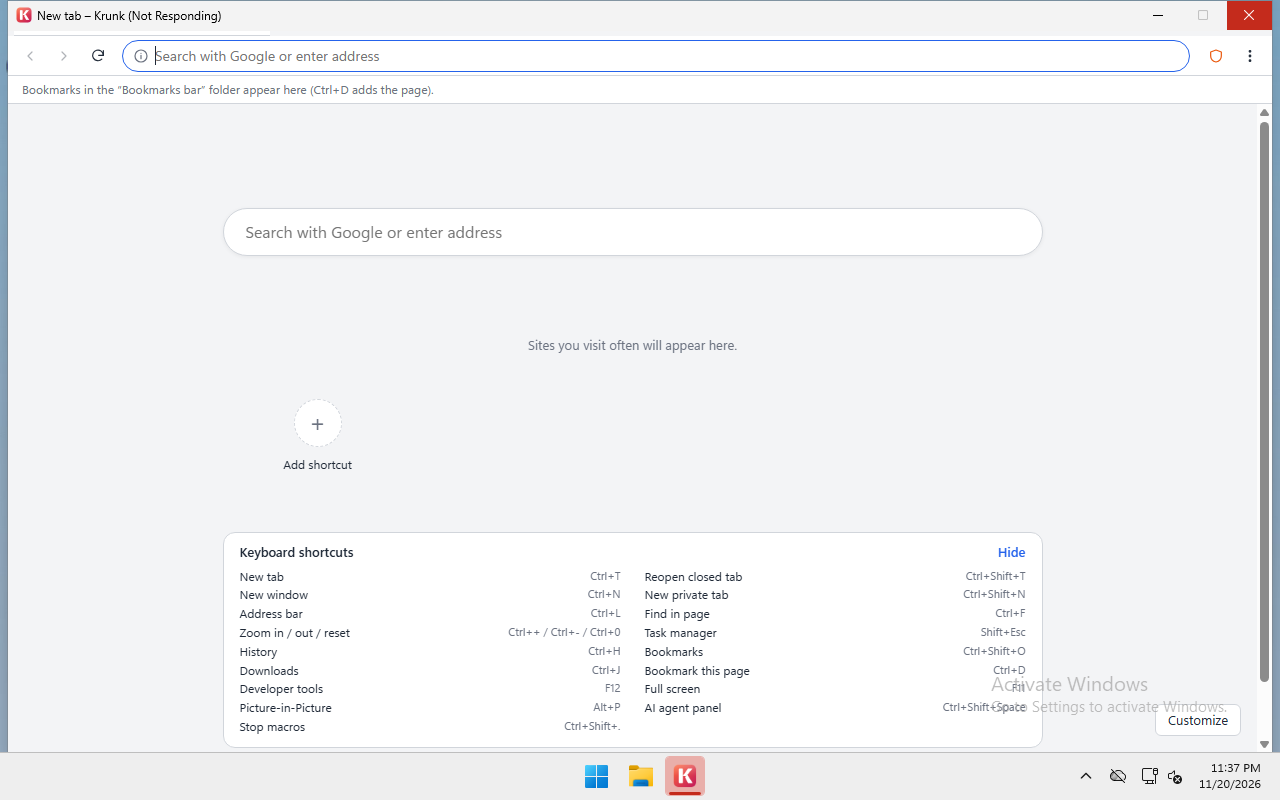 New tab – Krunk (Not Responding)
Search with Google or enter address
Bookmarks in the “Bookmarks bar” folder appear here (Ctrl+D adds the page).
Search with Google or enter address
Sites you visit often will appear here.
+
Add shortcut
Keyboard shortcuts Hide
New tab Ctrl+T Reopen closed tab Ctrl+Shift+T
New window Ctrl+N New private tab Ctrl+Shift+N
Address bar Ctrl+L Find in page Ctrl+F
Zoom in / out / reset Ctrl++ / Ctrl+- / Ctrl+0 Task manager Shift+Esc
History Ctrl+H Bookmarks Ctrl+Shift+O
Downloads Ctrl+J Bookmark this page Ctrl+D
Developer tools F12 Full screen F11
Picture-in-Picture Alt+P AI agent panel Ctrl+Shift+Space
Stop macros Ctrl+Shift+.
Activate Windows
Go to Settings to activate Windows.
Customize
K
11:37 PM
11/20/2026